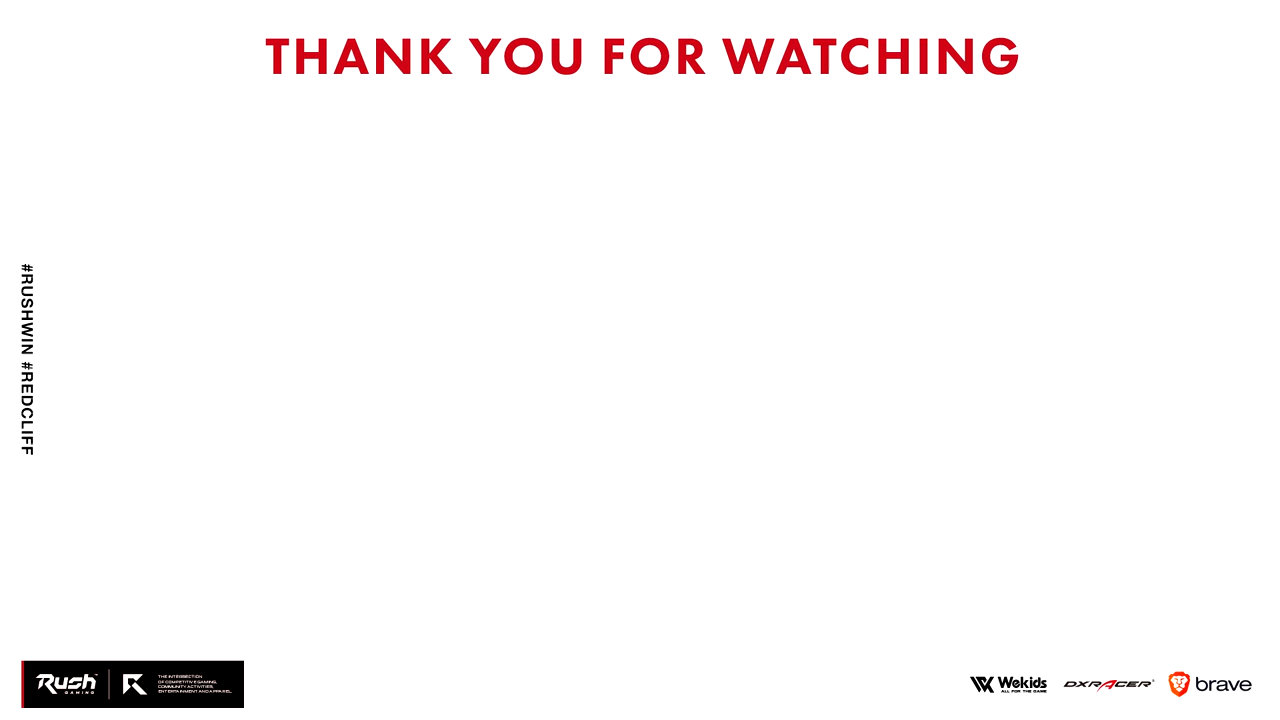 THANK YOU FOR WATCHING
#RUSHWIN #REDCLIFF
Rush
GAMING
THE INTERSECTION
OF COMPETITIVE GAMING,
COMMUNITY ACTIVITIES,
ENTERTAINMENT AND APPAREL.
Wekids
ALL FOR THE GAME
DXRACER
brave